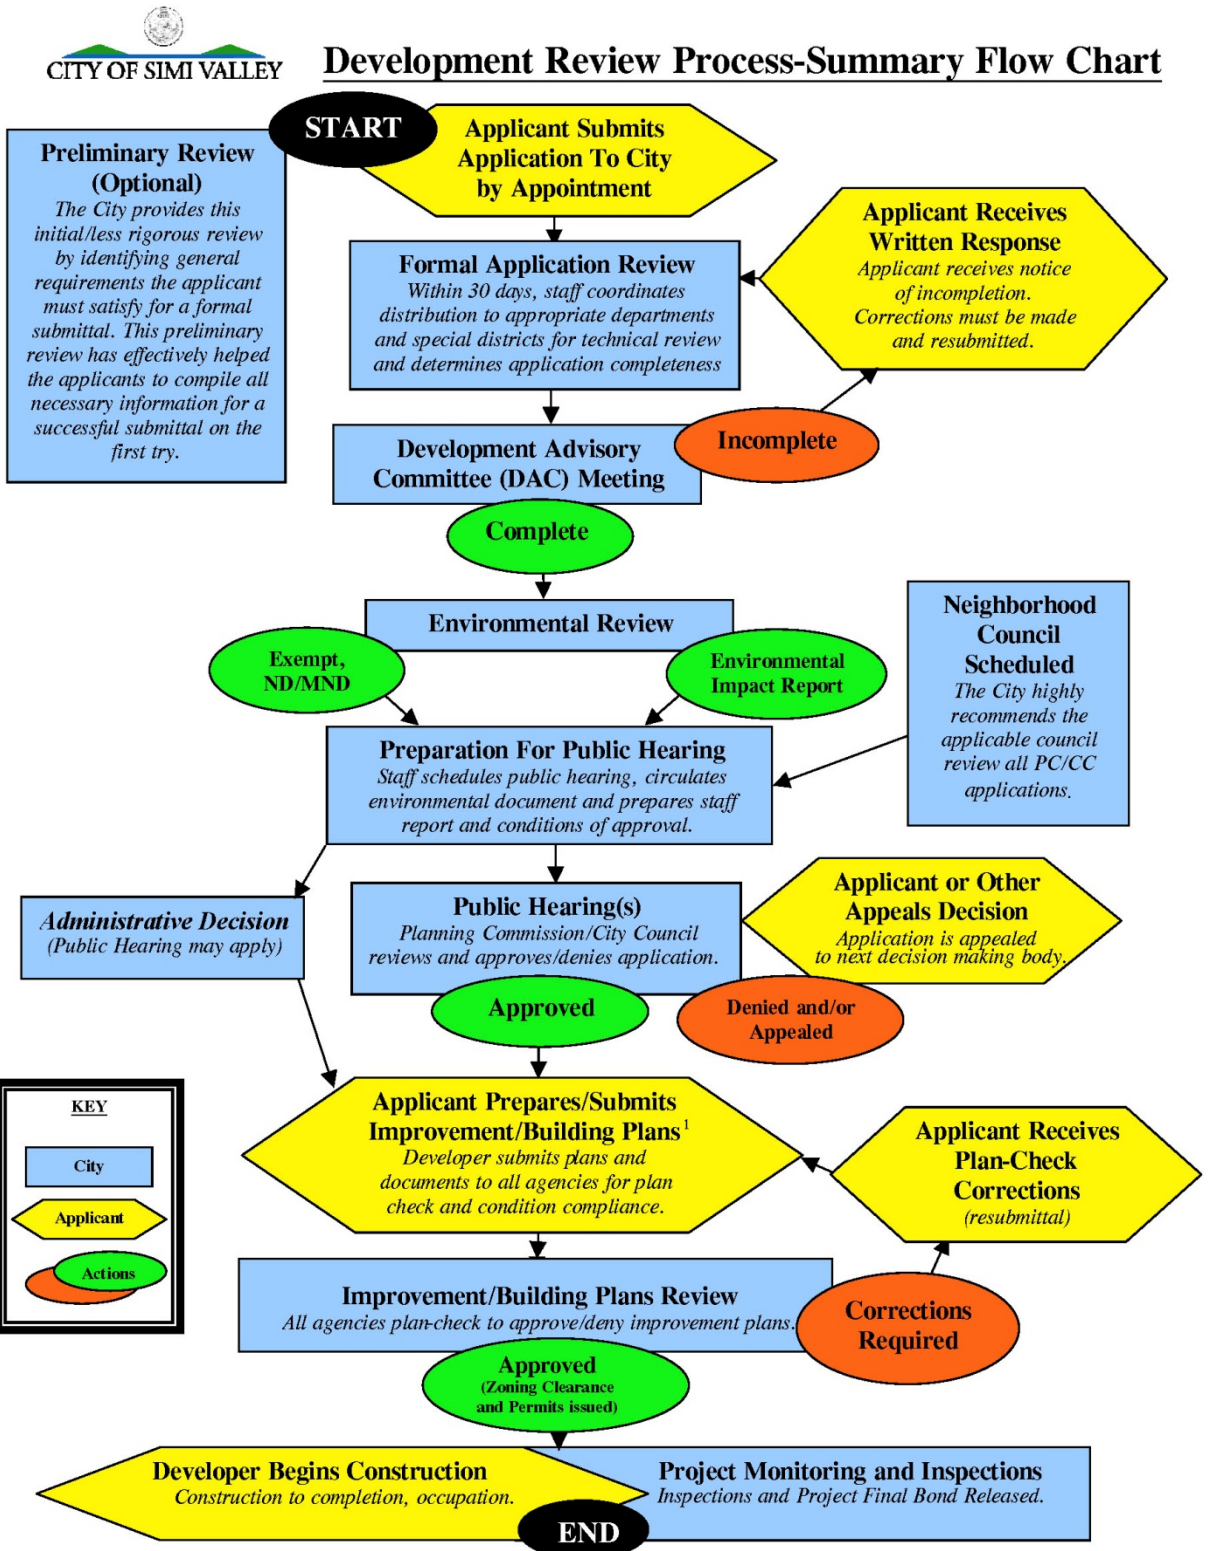 CITY OF SIMI VALLEY
Development Review Process-Summary Flow Chart
START
Applicant Submits
Application To City
by Appointment
Preliminary Review
(Optional)
The City provides this
initial/less rigorous review
by identifying general
requirements the applicant
must satisfy for a formal
submittal. This preliminary
review has effectively helped
the applicants to compile all
necessary information for a
successful submittal on the
first try.
Applicant Receives
Written Response
Applicant receives notice
of incompletion.
Corrections must be made
and resubmitted.
Formal Application Review
Within 30 days, staff coordinates
distribution to appropriate departments
and special districts for technical review
and determines application completeness
Incomplete
Development Advisory
Committee (DAC) Meeting
Complete
Environmental Review
Exempt,
ND/MND
Environmental
Impact Report
Neighborhood
Council
Scheduled
The City highly
recommends the
applicable council
review all PC/CC
applications.
Preparation For Public Hearing
Staff schedules public hearing, circulates
environmental document and prepares staff
report and conditions of approval.
Administrative Decision
(Public Hearing may apply)
Public Hearing(s)
Planning Commission/City Council
reviews and approves/denies application.
Applicant or Other
Appeals Decision
Application is appealed
to next decision making body.
Approved
Denied and/or
Appealed
KEY
City
Applicant
Actions
Applicant Prepares/Submits
Improvement/Building Plans1
Developer submits plans and
documents to all agencies for plan
check and condition compliance.
Applicant Receives
Plan-Check
Corrections
(resubmittal)
Improvement/Building Plans Review
All agencies plan-check to approve/deny improvement plans.
Corrections
Required
Approved
(Zoning Clearance
and Permits issued)
Developer Begins Construction
Construction to completion, occupation.
Project Monitoring and Inspections
Inspections and Project Final Bond Released.
END